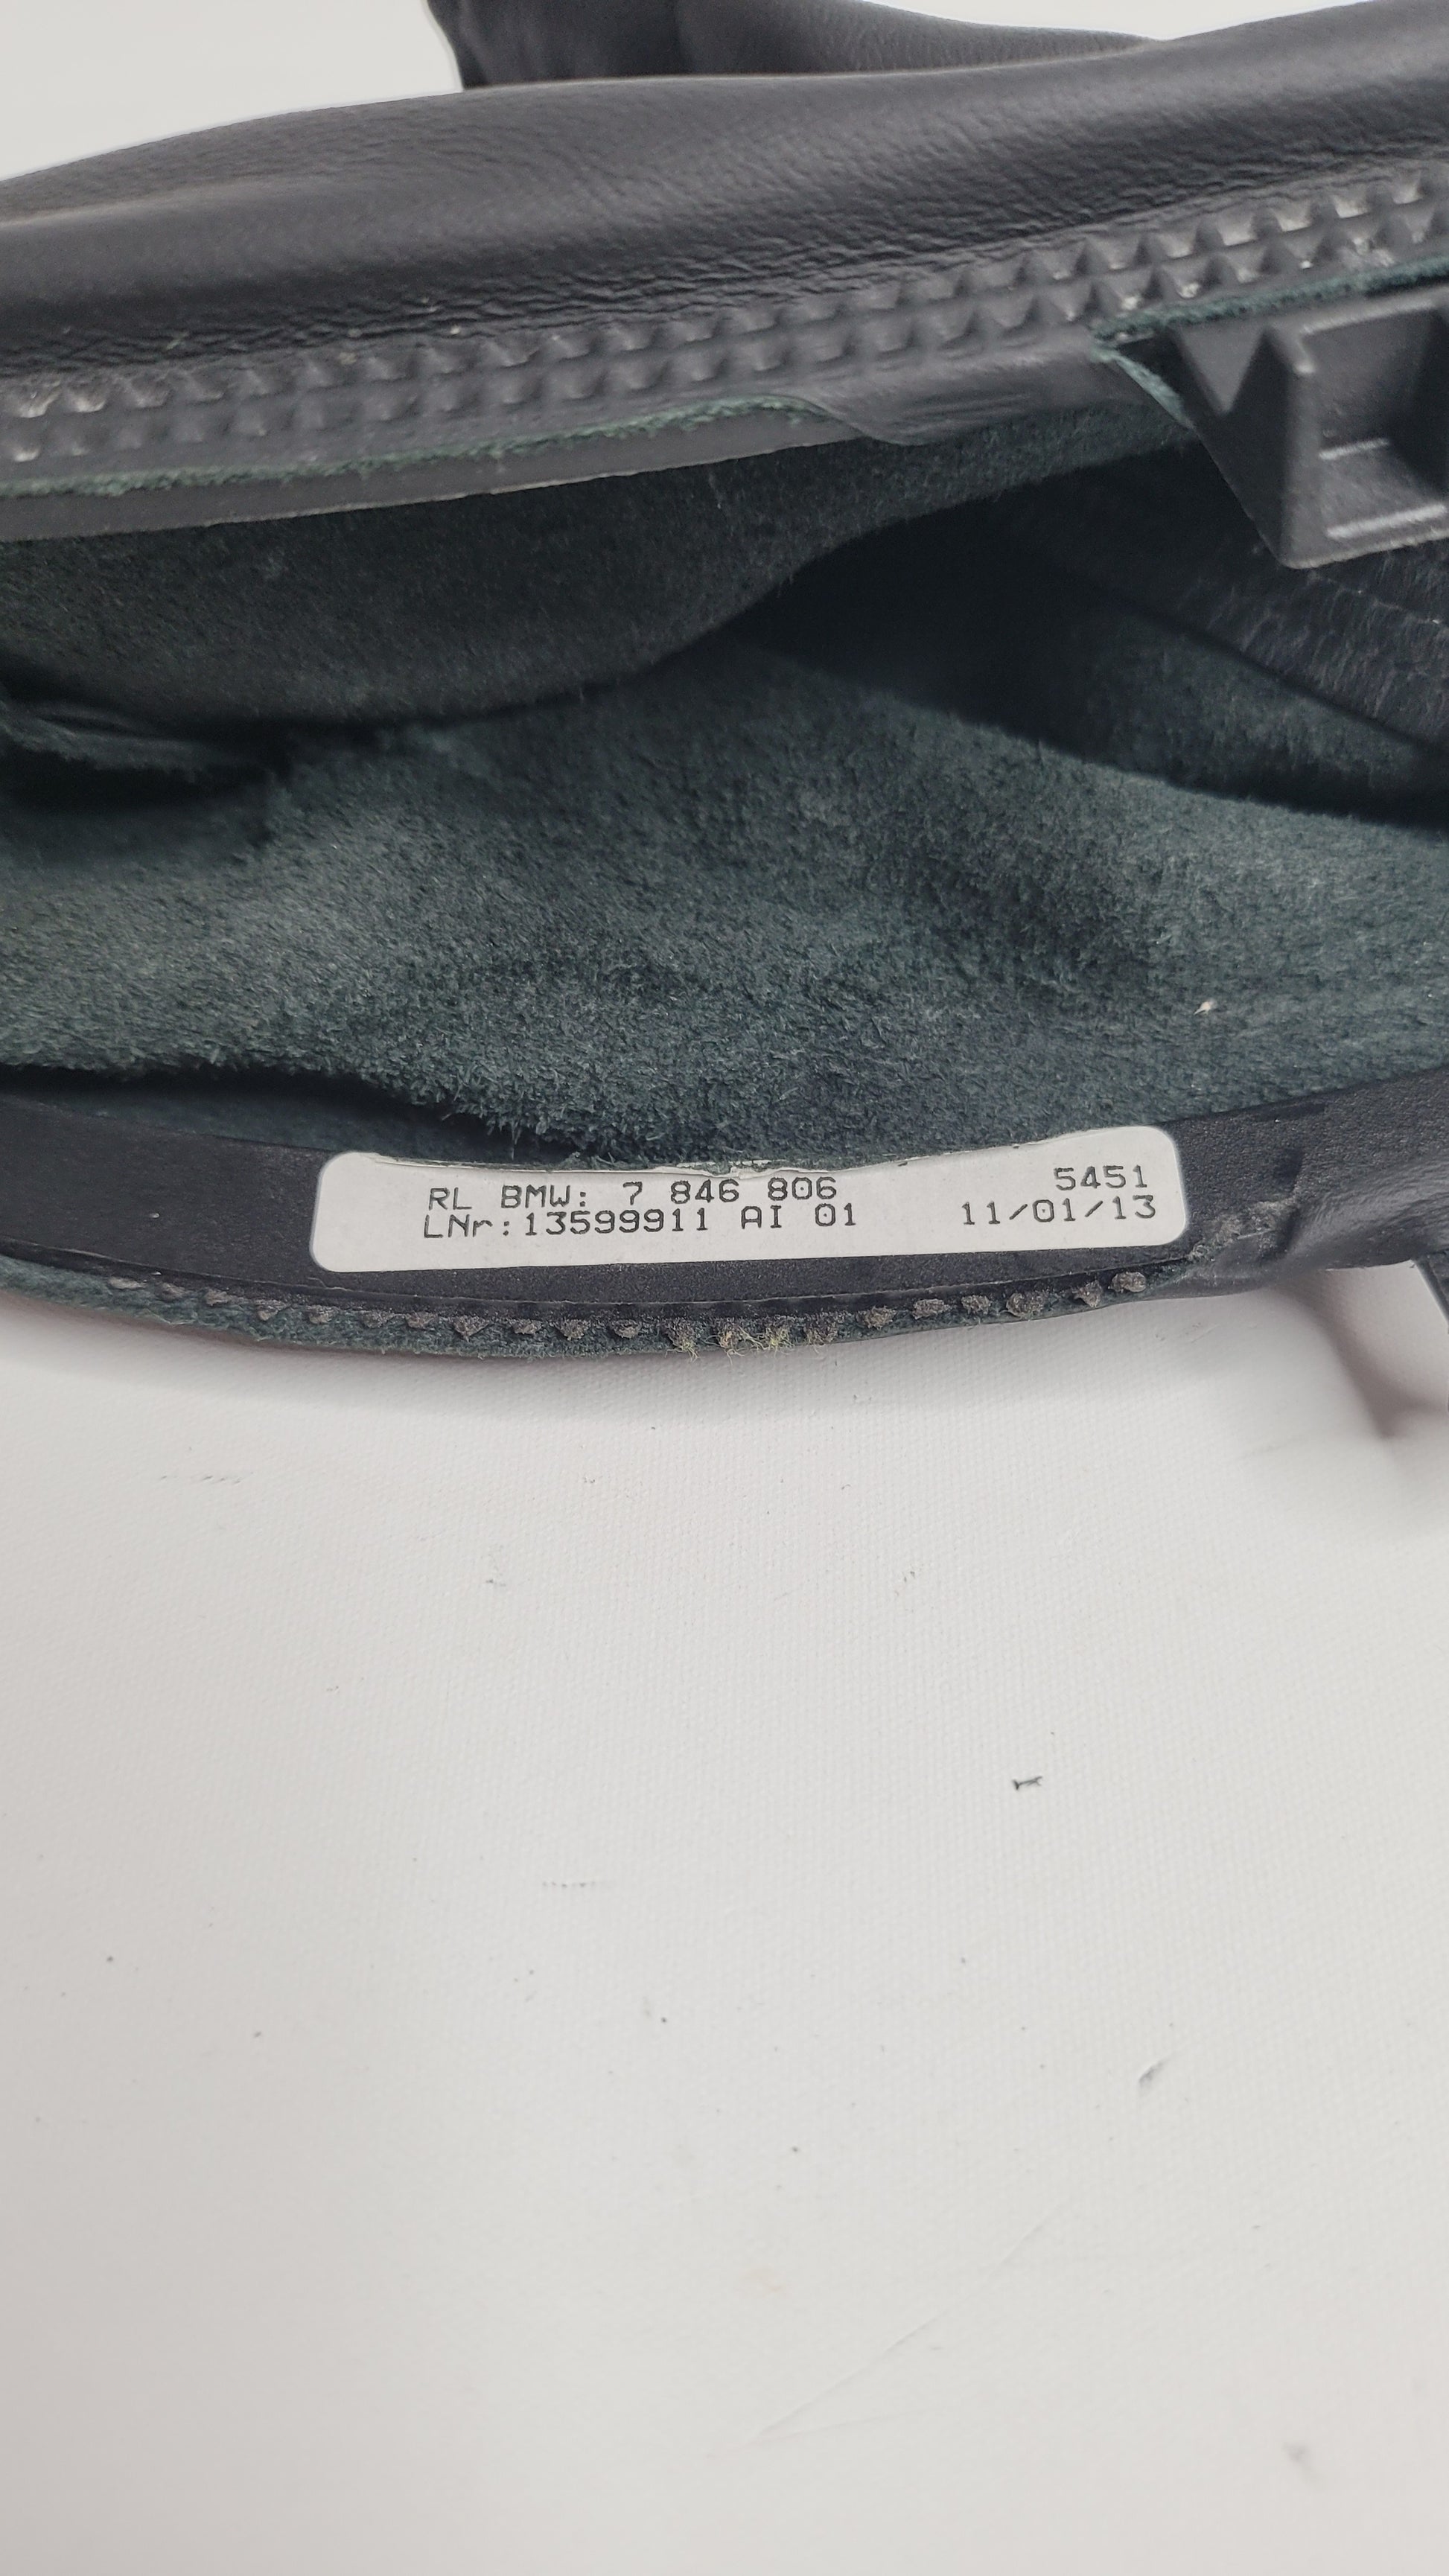 RL BMW: 7 846 806 5451
LNr:13599911 AI 01 11/01/13